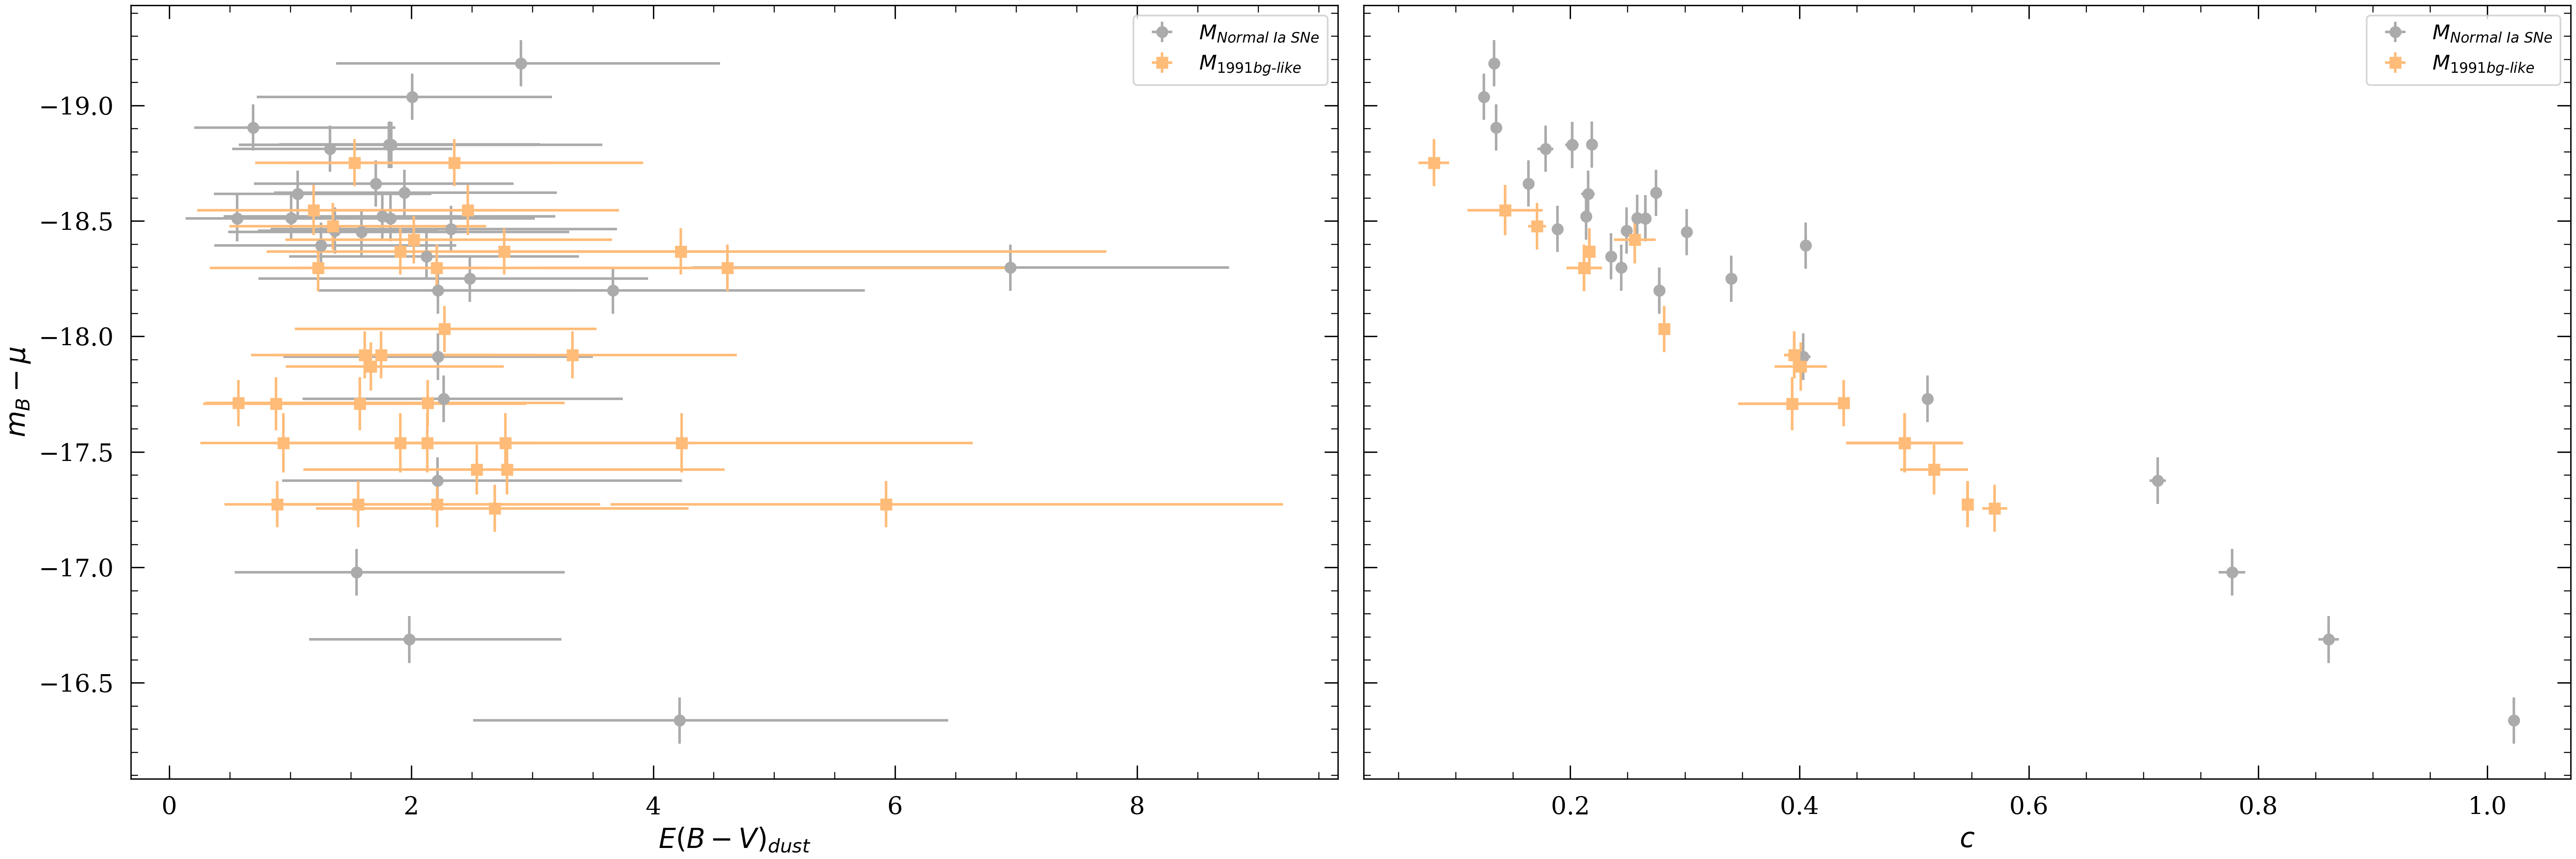 M_Normal Ia SNe
M_1991bg-like
M_Normal Ia SNe
M_1991bg-like
−19.0
−18.5
−18.0
−17.5
−17.0
−16.5
m_B − μ
0 2 4 6 8
0.2 0.4 0.6 0.8 1.0
E(B − V)_dust
c